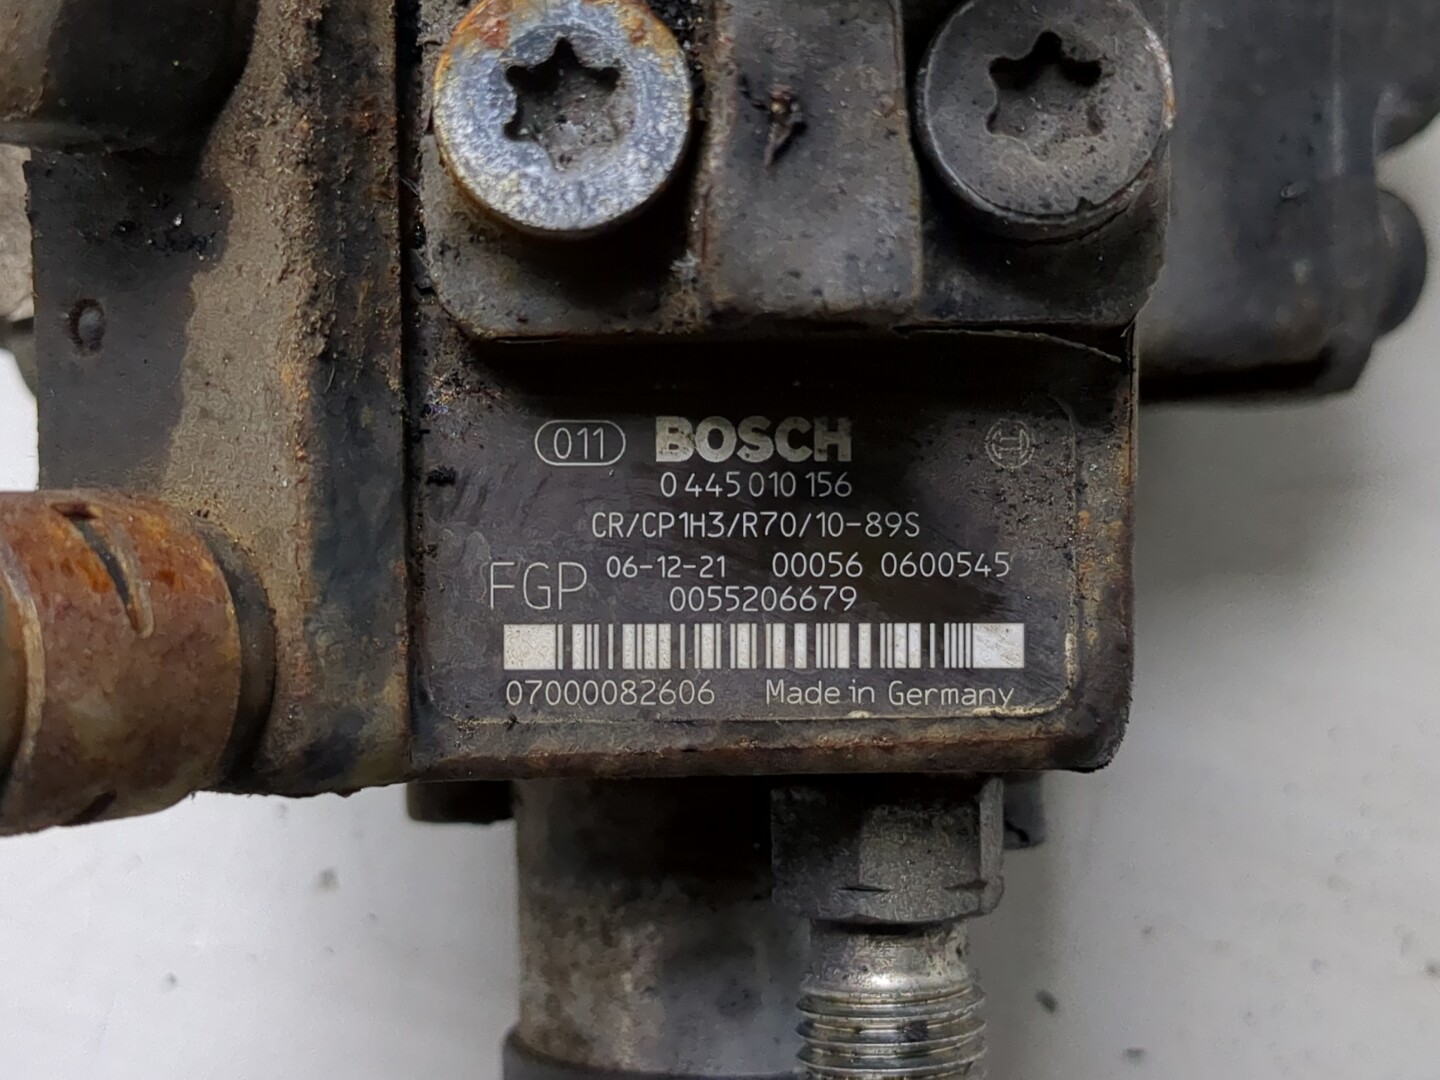 011 BOSCH
0 445 010 156
CR/CP1H3/R70/10-89S
FGP 06-12-21 00056 0600545
0055206679
07000082606 Made in Germany